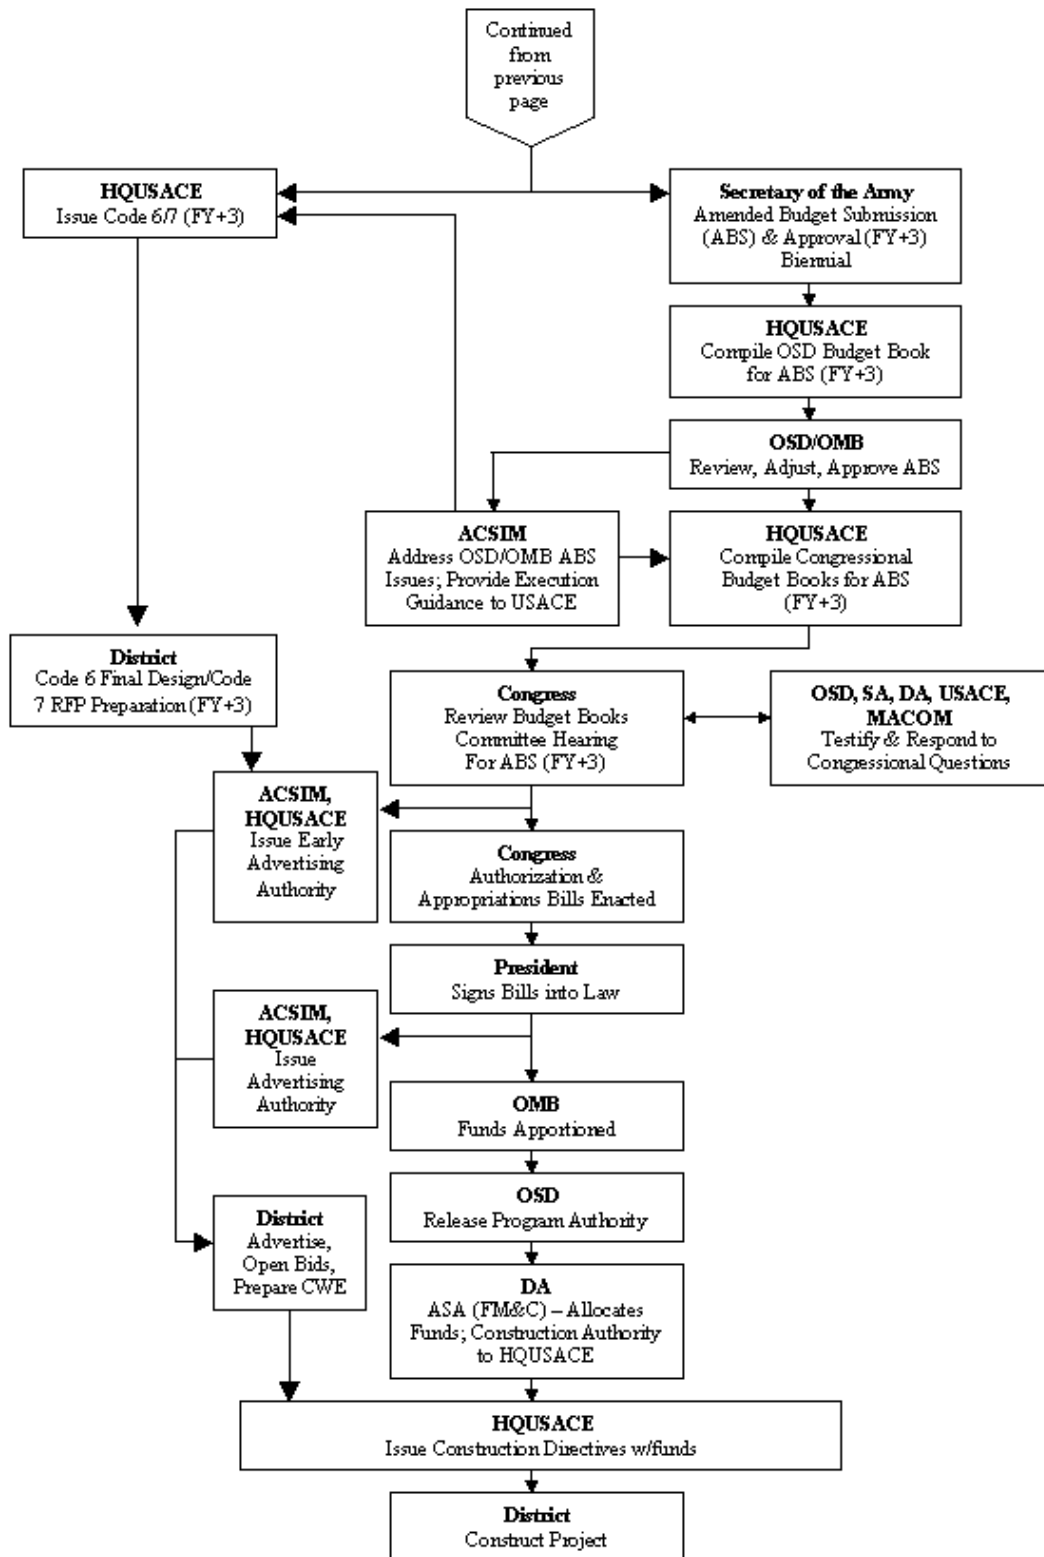 Continued
from
previous
page
HQUSACE
Issue Code 6/7 (FY+3)
Secretary of the Army
Amended Budget Submission
(ABS) & Approval (FY+3)
Biennial
HQUSACE
Compile OSD Budget Book
for ABS (FY+3)
OSD/OMB
Review, Adjust, Approve ABS
ACSIM
Address OSD/OMB ABS
Issues; Provide Execution
Guidance to USACE
HQUSACE
Compile Congressional
Budget Books for ABS
(FY+3)
District
Code 6 Final Design/Code
7 RFP Preparation (FY+3)
Congress
Review Budget Books
Committee Hearing
For ABS (FY+3)
OSD, SA, DA, USACE,
MACOM
Testify & Respond to
Congressional Questions
ACSIM,
HQUSACE
Issue Early
Advertising
Authority
Congress
Authorization &
Appropriations Bills Enacted
President
Signs Bills into Law
ACSIM,
HQUSACE
Issue
Advertising
Authority
OMB
Funds Apportioned
OSD
Release Program Authority
District
Advertise,
Open Bids,
Prepare CWE
DA
ASA (FM&C) – Allocates
Funds; Construction Authority
to HQUSACE
HQUSACE
Issue Construction Directives w/funds
District
Construct Project